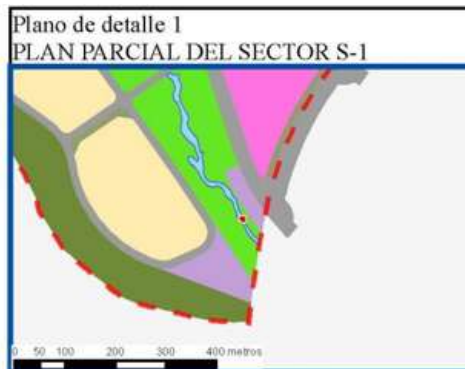 Plano de detalle 1
PLAN PARCIAL DEL SECTOR S-1
0 50 100 200 300 400 metros